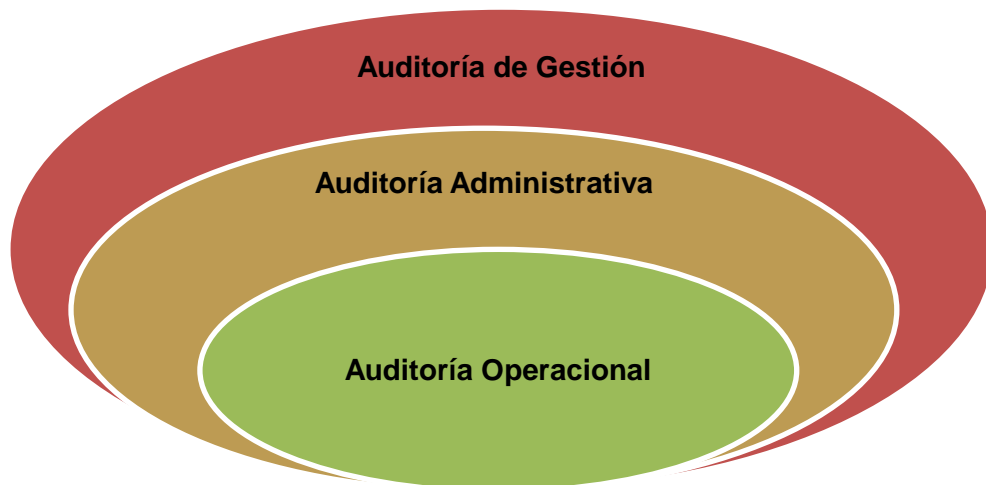 Auditoría de Gestión
Auditoría Administrativa
Auditoría Operacional